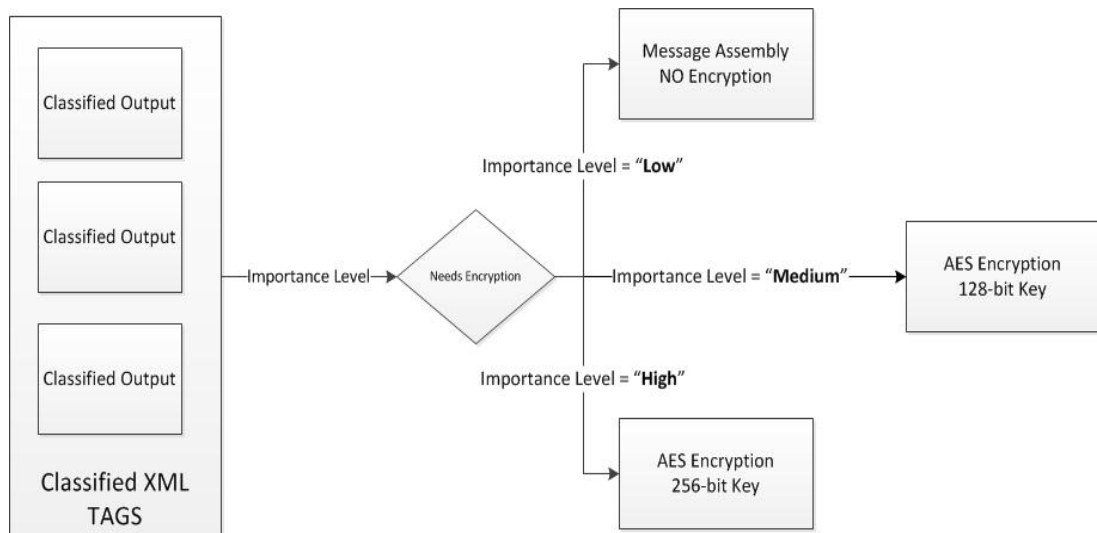 Classified Output
Classified Output
Classified Output
Classified XML
TAGS
Importance Level
Needs Encryption
Importance Level = “Low”
Message Assembly
NO Encryption
Importance Level = “Medium”
AES Encryption
128-bit Key
Importance Level = “High”
AES Encryption
256-bit Key